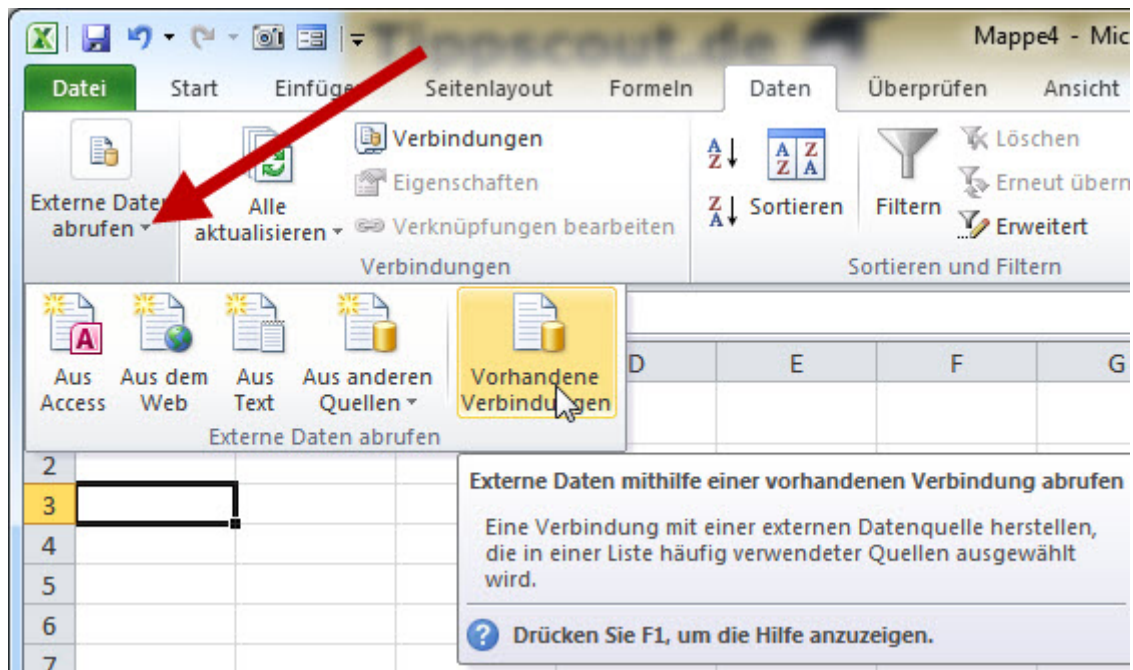 Tippscout.de
Mappe4 - Mic
Datei Start Einfüge Seitenlayout Formeln Daten Überprüfen Ansicht
Externe Date
abrufen
Alle
aktualisieren
Verbindungen
Eigenschaften
Verknüpfungen bearbeiten
Verbindungen
A
Z
Z
A
A Z
Z A
Sortieren
Filtern
Löschen
Erneut übern
Erweitert
Sortieren und Filtern
A
Aus
Access
Aus dem
Web
Aus
Text
Aus anderen
Quellen
Vorhandene
Verbindungen
Externe Daten abrufen
D E F G
2
3
4
5
6
7
Externe Daten mithilfe einer vorhandenen Verbindung abrufen
Eine Verbindung mit einer externen Datenquelle herstellen,
die in einer Liste häufig verwendeter Quellen ausgewählt
wird.
Drücken Sie F1, um die Hilfe anzuzeigen.